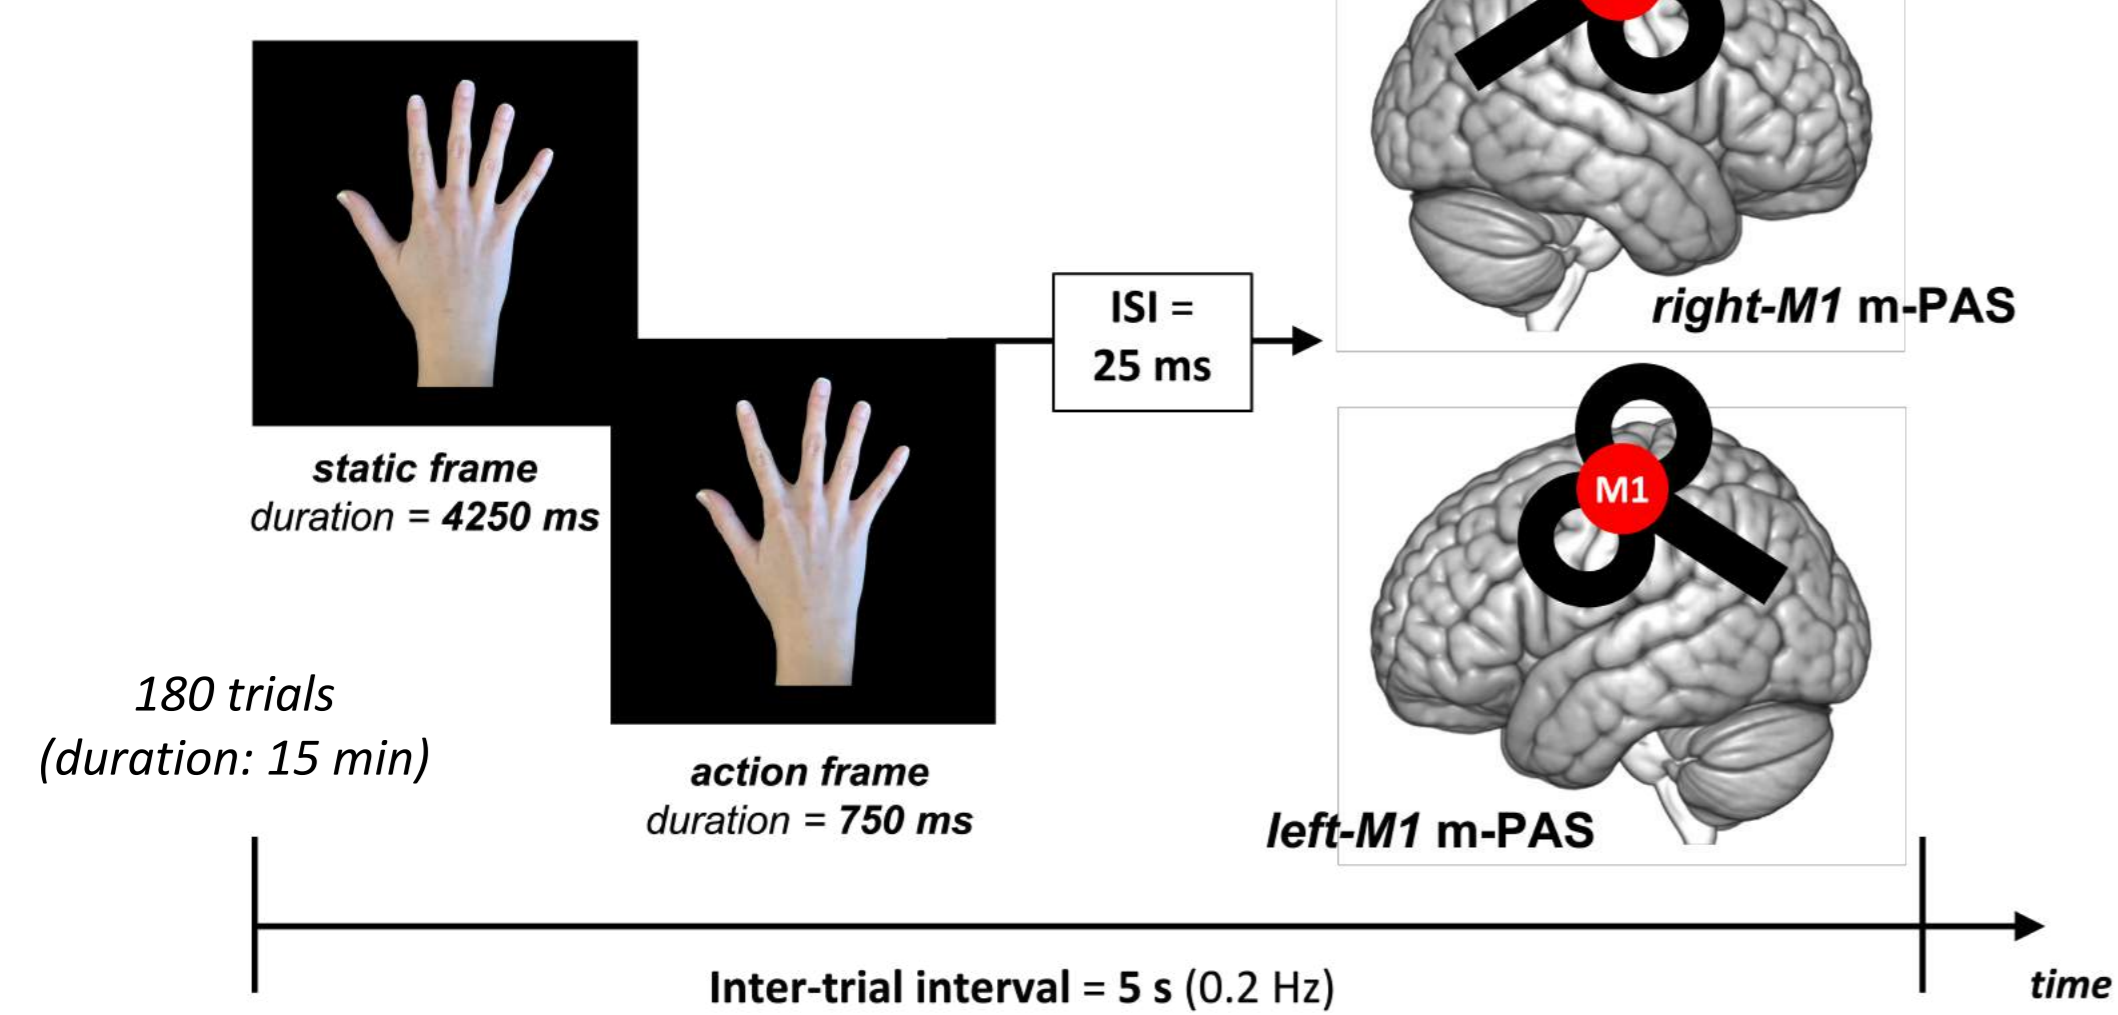 ISI =
25 ms
right-M1 m-PAS
static frame
duration = 4250 ms
M1
180 trials
(duration: 15 min)
action frame
duration = 750 ms
left-M1 m-PAS
Inter-trial interval = 5 s (0.2 Hz)
time